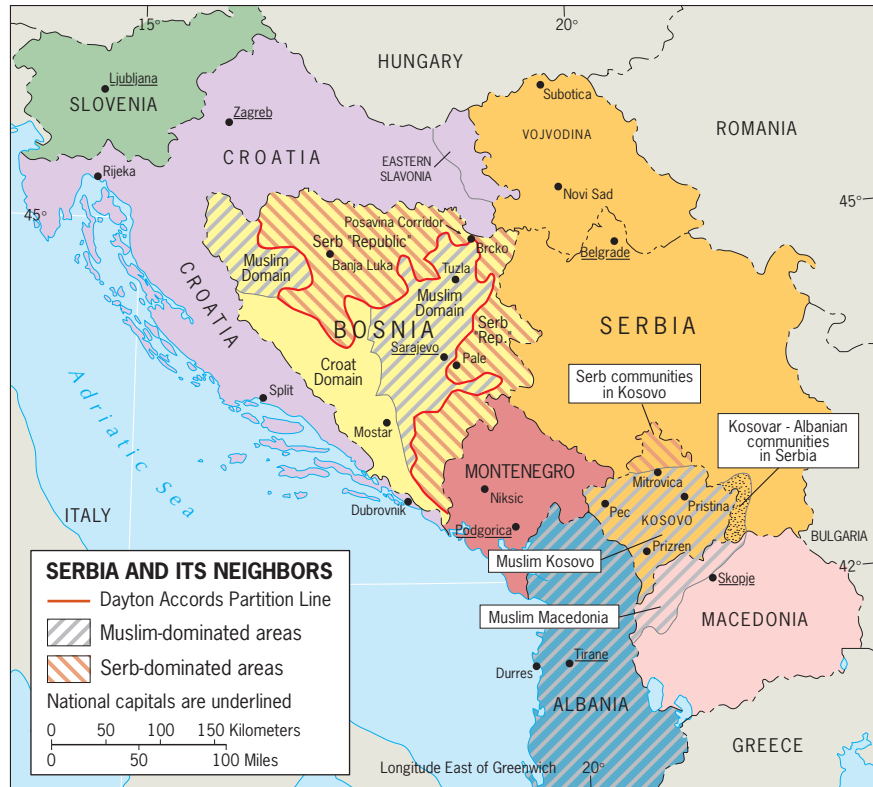 15°
20°
HUNGARY
Ljubljana
SLOVENIA
Zagreb
CROATIA
Subotica
VOJVODINA
ROMANIA
EASTERN
SLAVONIA
Rijeka
Novi Sad
45°
45°
Posavina Corridor
Serb "Republic"
Brcko
Belgrade
Banja Luka
Muslim
Domain
Tuzla
Muslim
Domain
CROATIA
BOSNIA
Serb
Rep.
SERBIA
Sarajevo
Pale
Croat
Domain
Serb communities
in Kosovo
Split
Mostar
Kosovar - Albanian
communities
in Serbia
Adriatic Sea
MONTENEGRO
Mitrovica
Niksic
Pristina
Pec
KOSOVO
ITALY
Dubrovnik
Podgorica
BULGARIA
Prizren
Muslim Kosovo
42°
Skopje
Muslim Macedonia
MACEDONIA
SERBIA AND ITS NEIGHBORS
Dayton Accords Partition Line
Muslim-dominated areas
Serb-dominated areas
National capitals are underlined
0 50 100 150 Kilometers
0 50 100 Miles
Durres
Tirane
ALBANIA
GREECE
Longitude East of Greenwich
20°